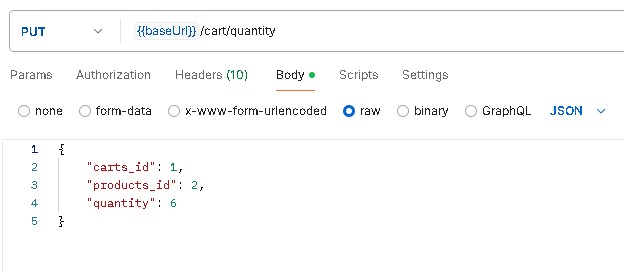 PUT {{baseUrl}} /cart/quantity
Params Authorization Headers (10) Body Scripts Settings
none form-data x-www-form-urlencoded raw binary GraphQL JSON
1 {
2 "carts_id": 1,
3 "products_id": 2,
4 "quantity": 6
5 }